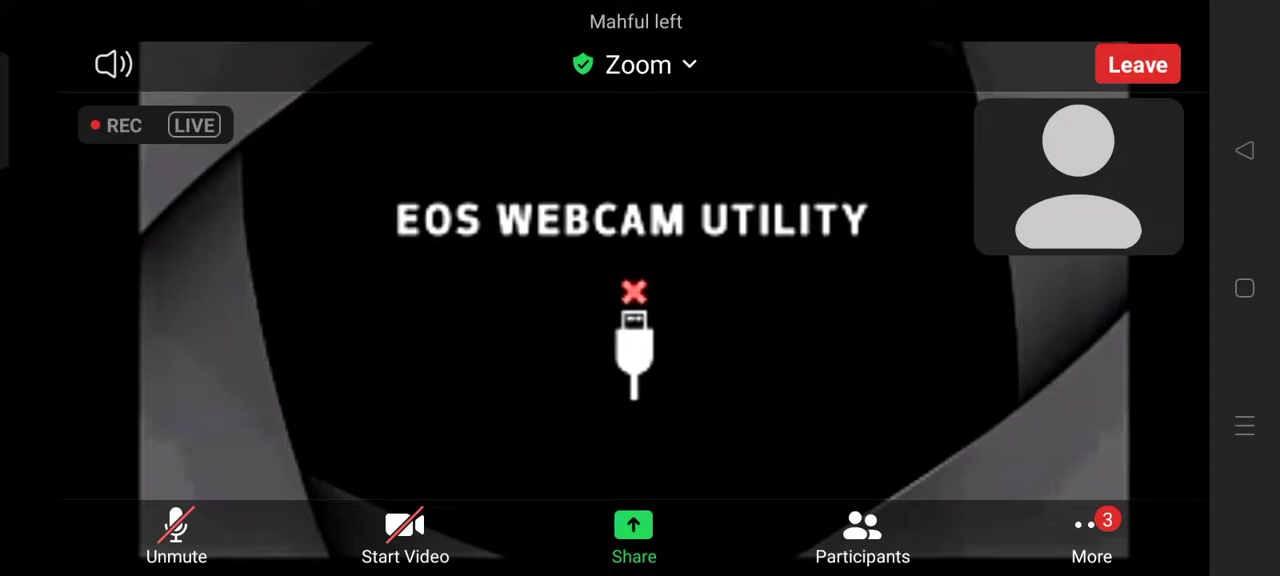 Mahful left
Zoom
Leave
REC LIVE
EOS WEBCAM UTILITY
Unmute
Start Video
Share
Participants
3
More